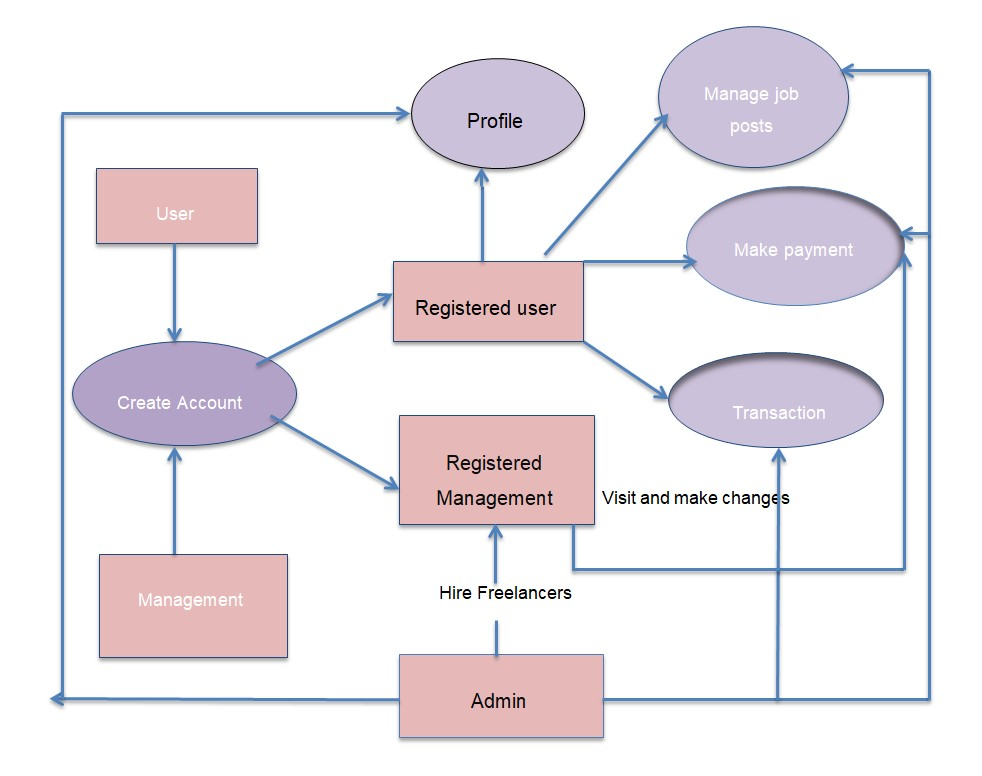 Manage job
posts
Profile
User
Make payment
Registered user
Create Account
Transaction
Registered
Management
Visit and make changes
Management
Hire Freelancers
Admin